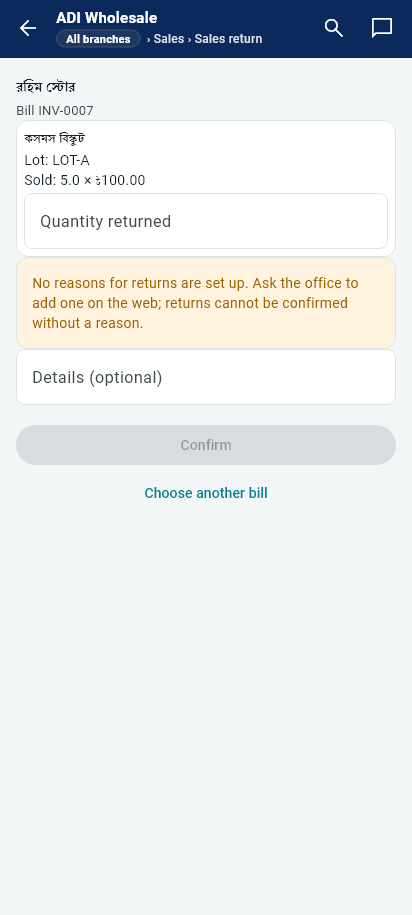 ADI Wholesale
All branches › Sales › Sales return
রহিম স্টোর
Bill INV-0007
কসমস বিস্কুট
Lot: LOT-A
Sold: 5.0 × ৳100.00
Quantity returned
No reasons for returns are set up. Ask the office to
add one on the web; returns cannot be confirmed
without a reason.
Details (optional)
Confirm
Choose another bill